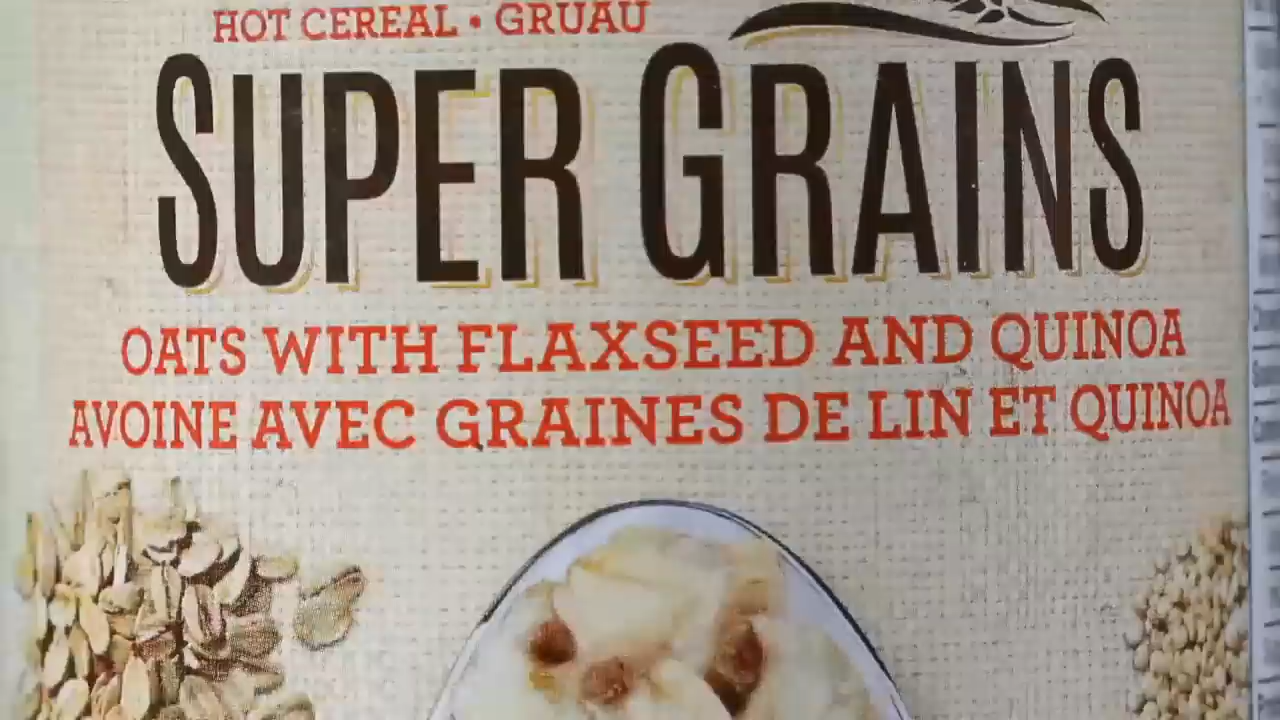 HOT CEREAL • GRUAU
SUPER GRAINS
OATS WITH FLAXSEED AND QUINOA
AVOINE AVEC GRAINES DE LIN ET QUINOA